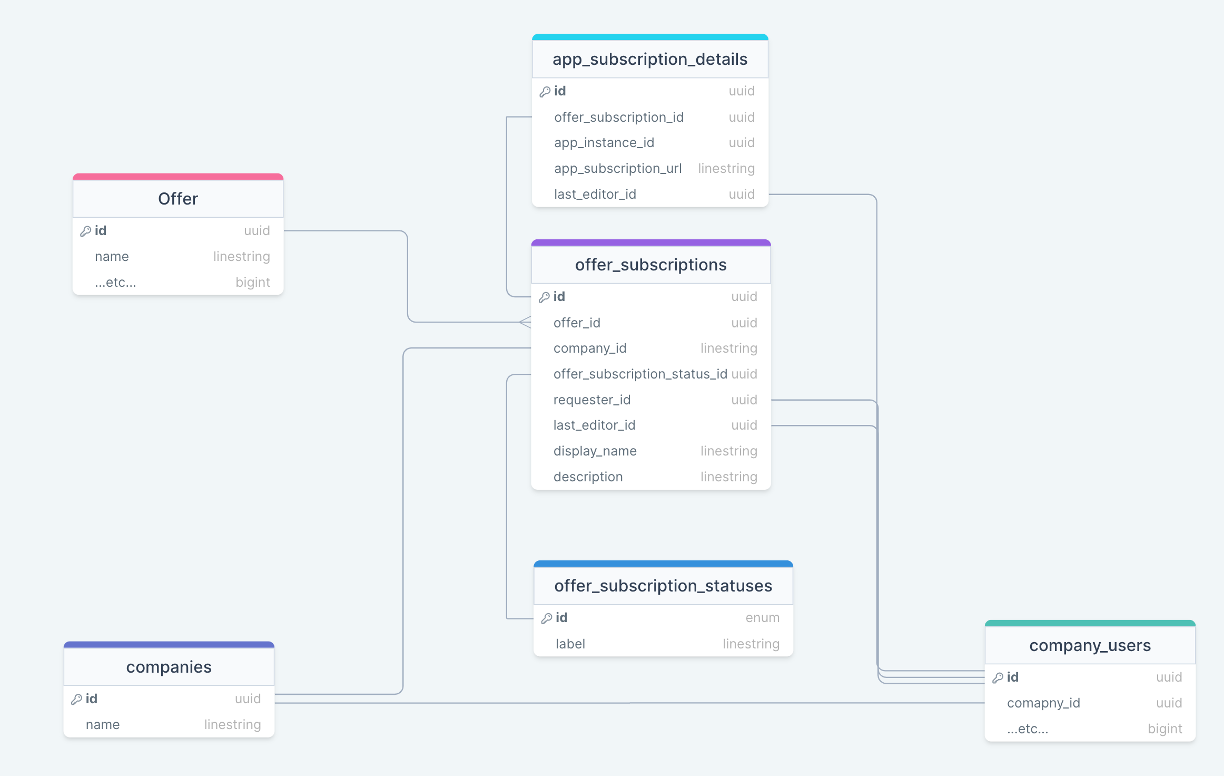 app_subscription_details
id uuid
offer_subscription_id uuid
app_instance_id uuid
app_subscription_url linestring
last_editor_id uuid
Offer
id uuid
name linestring
...etc... bigint
offer_subscriptions
id uuid
offer_id uuid
company_id linestring
offer_subscription_status_id uuid
requester_id uuid
last_editor_id uuid
display_name linestring
description linestring
offer_subscription_statuses
id enum
label linestring
companies
id uuid
name linestring
company_users
id uuid
comapny_id uuid
...etc... bigint